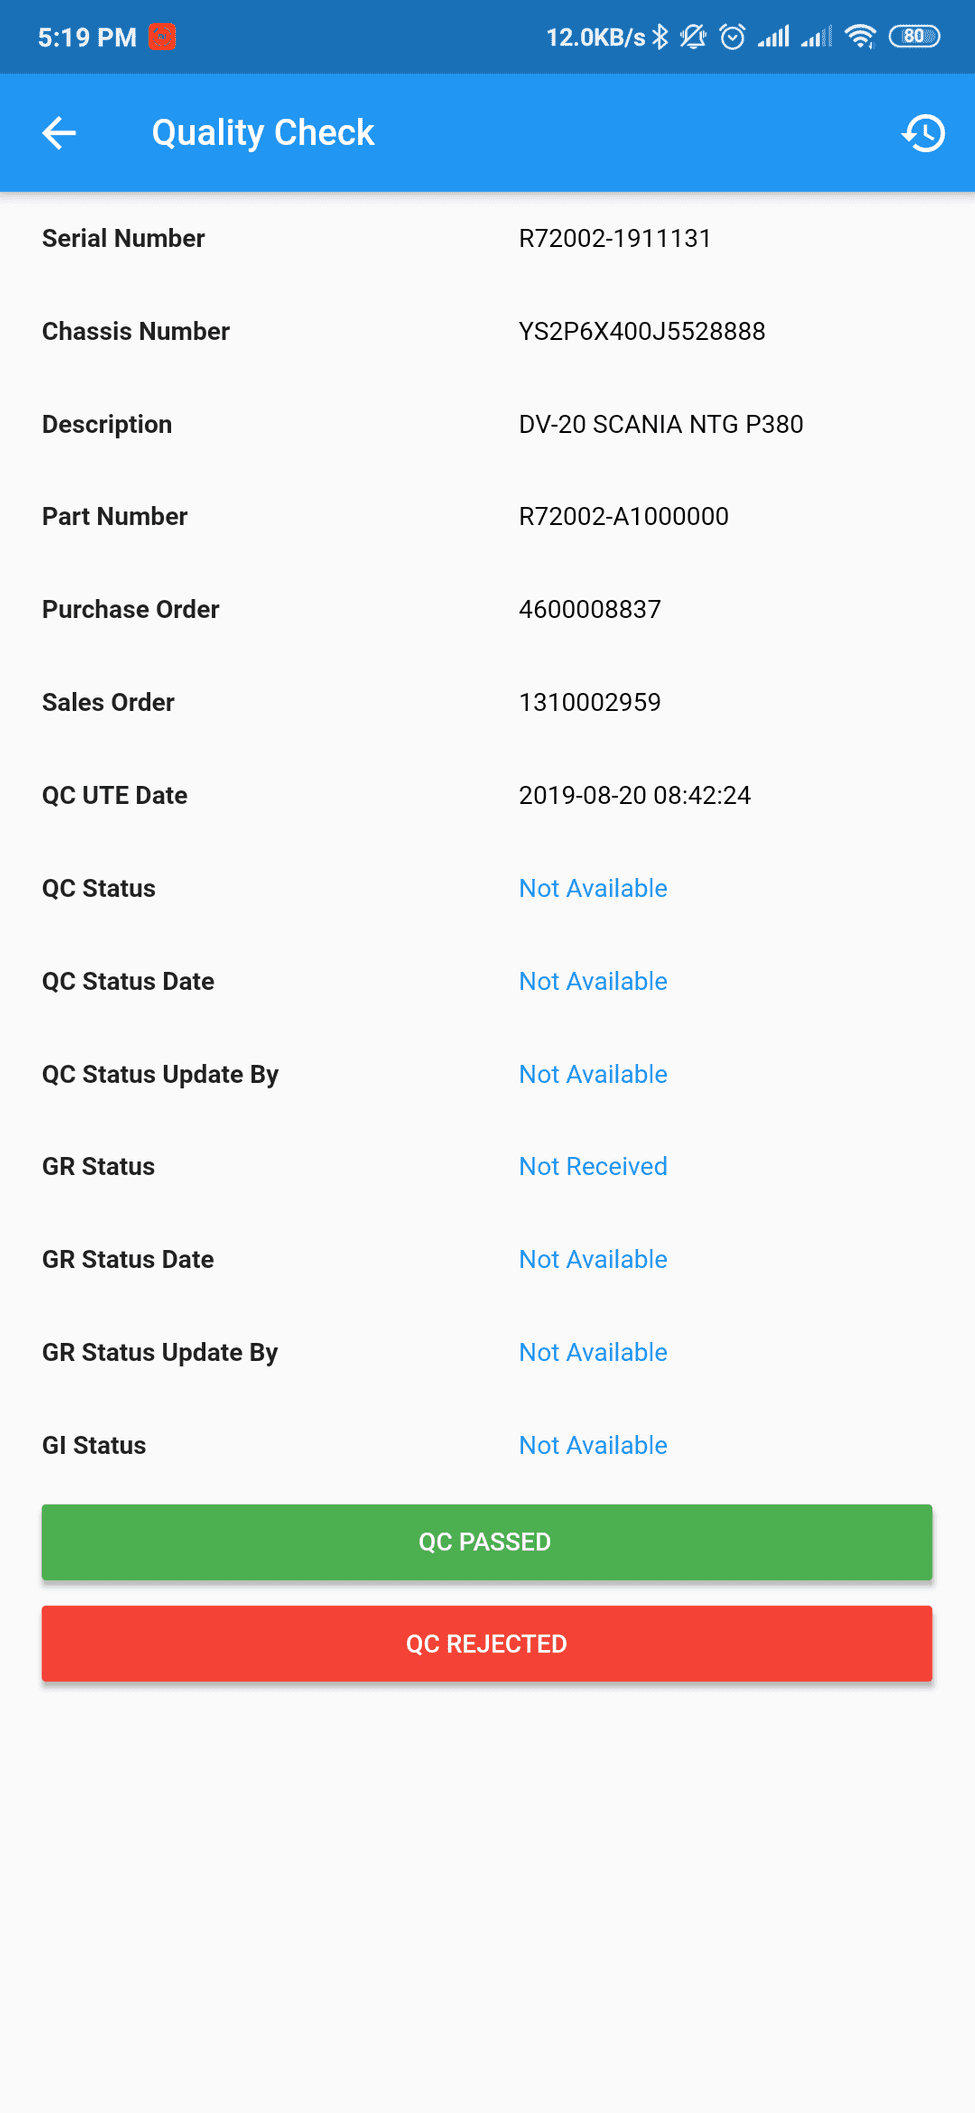 5:19 PM 12.0KB/s 80
Quality Check
Serial Number R72002-1911131
Chassis Number YS2P6X400J5528888
Description DV-20 SCANIA NTG P380
Part Number R72002-A1000000
Purchase Order 4600008837
Sales Order 1310002959
QC UTE Date 2019-08-20 08:42:24
QC Status Not Available
QC Status Date Not Available
QC Status Update By Not Available
GR Status Not Received
GR Status Date Not Available
GR Status Update By Not Available
GI Status Not Available
QC PASSED
QC REJECTED